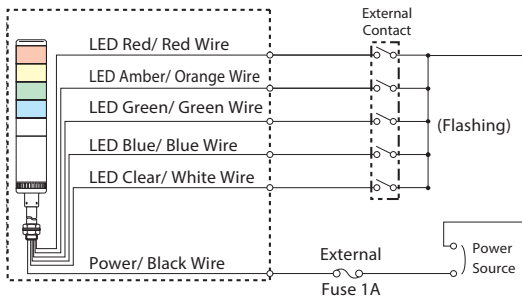 External
Contact
LED Red/ Red Wire
LED Amber/ Orange Wire
LED Green/ Green Wire
(Flashing)
LED Blue/ Blue Wire
LED Clear/ White Wire
Power/ Black Wire
External
Fuse 1A
Power
Source